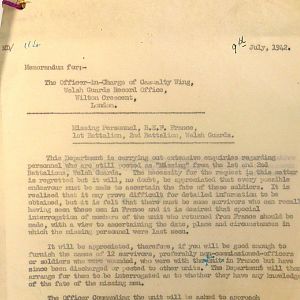 MD/ 9th July, 1942.
Memorandum for:-
The Officer-in-Charge of Casualty Wing,
Welsh Guards Record Office,
Wilton Crescent,
London.
Missing Personnel, B.E.F. France,
1st Battalion, 2nd Battalion, Welsh Guards.
This Department is carrying out extensive enquiries regarding
personnel who are still posted as "Missing" from the 1st and 2nd
Battalions, Welsh Guards. The necessity for the request in this matter
is regretted but it will, no doubt, be appreciated that every possible
endeavour must be made to ascertain the fate of these soldiers. It is
realised that it may prove difficult for detailed information to be
obtained, but it is felt that there must be some survivors who can recall
having seen these men in France and it is desired that special
interrogation of members of the unit who returned from France should be
made, with a view to ascertaining the date, place and circumstances in
which the missing personnel were last seen.
It will be appreciated, therefore, if you will be good enough to
furnish the names of 12 survivors, preferably non-commissioned-officers
or who were wounded, who were with in France but have
since been discharged or posted to other units. The Department will then
arrange for them to be interrogated as to whether they have any knowledge
of the fate of the missing men.
The Officer Commanding the unit will be asked to